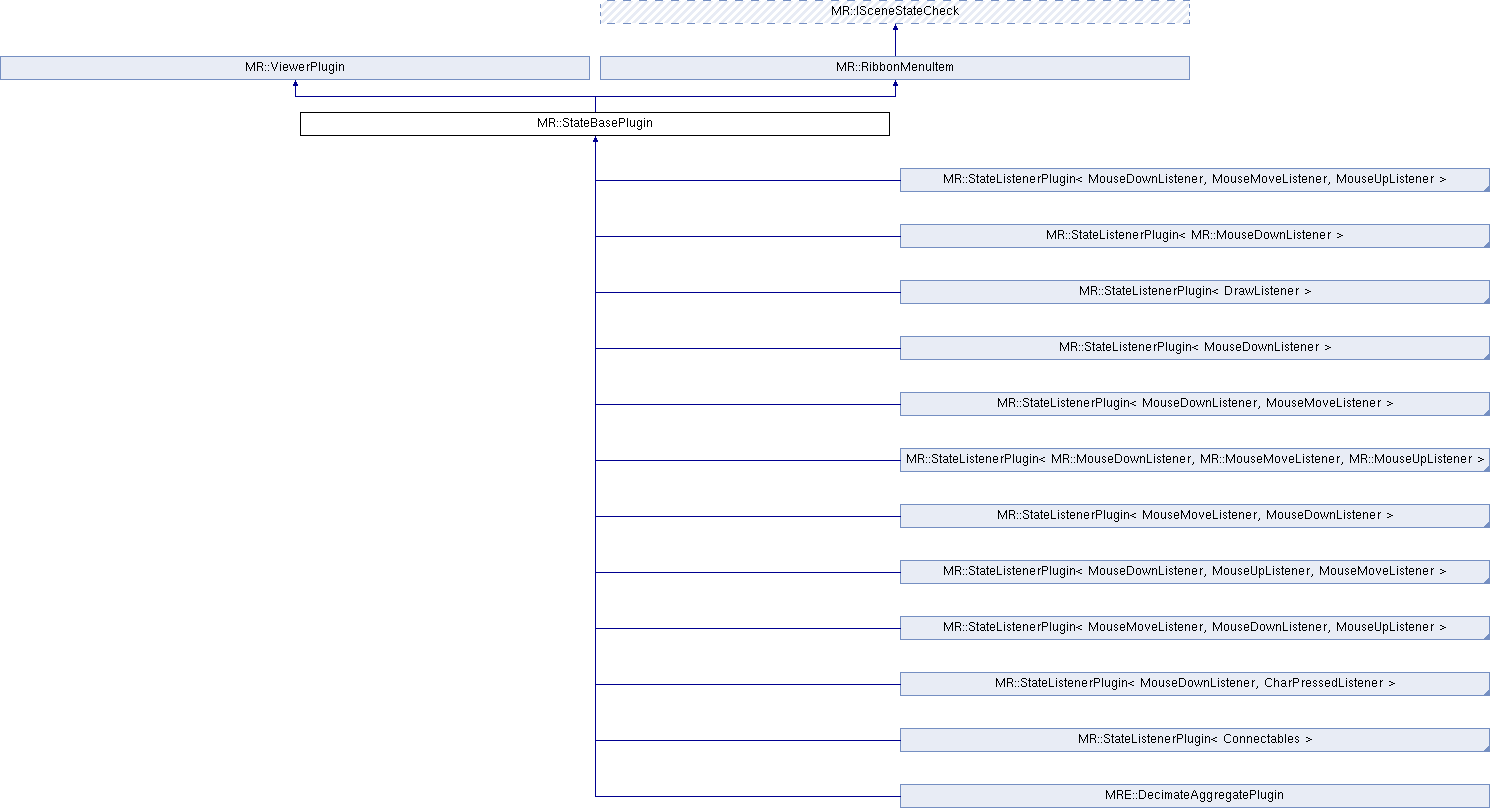 MR::ISceneStateCheck
MR::ViewerPlugin
MR::RibbonMenuItem
MR::StateBasePlugin
MR::StateListenerPlugin< MouseDownListener, MouseMoveListener, MouseUpListener >
MR::StateListenerPlugin< MR::MouseDownListener >
MR::StateListenerPlugin< DrawListener >
MR::StateListenerPlugin< MouseDownListener >
MR::StateListenerPlugin< MouseDownListener, MouseMoveListener >
MR::StateListenerPlugin< MR::MouseDownListener, MR::MouseMoveListener, MR::MouseUpListener >
MR::StateListenerPlugin< MouseMoveListener, MouseDownListener >
MR::StateListenerPlugin< MouseDownListener, MouseUpListener, MouseMoveListener >
MR::StateListenerPlugin< MouseMoveListener, MouseDownListener, MouseUpListener >
MR::StateListenerPlugin< MouseDownListener, CharPressedListener >
MR::StateListenerPlugin< Connectables >
MRE::DecimateAggregatePlugin